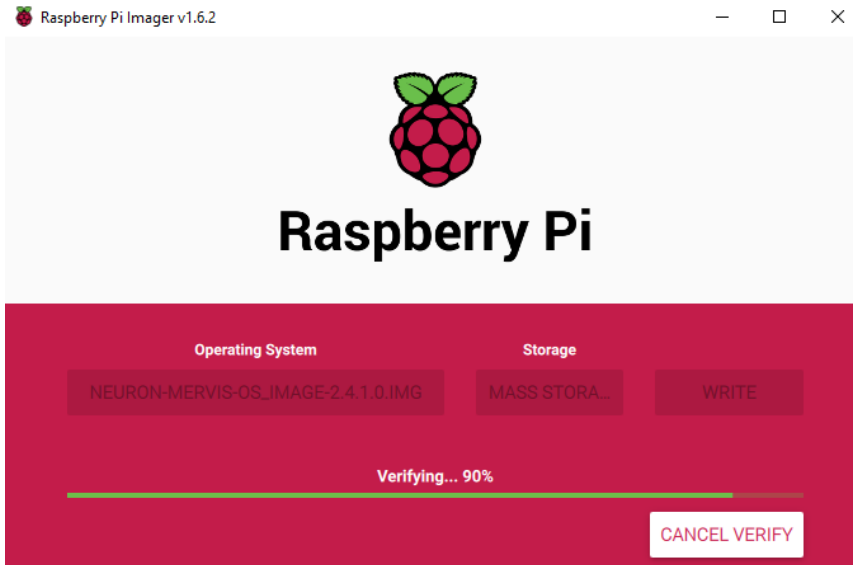 Raspberry Pi Imager v1.6.2
Raspberry Pi
Operating System
Storage
NEURON-MERVIS-OS_IMAGE-2.4.1.0.IMG
MASS STORA...
WRITE
Verifying... 90%
CANCEL VERIFY